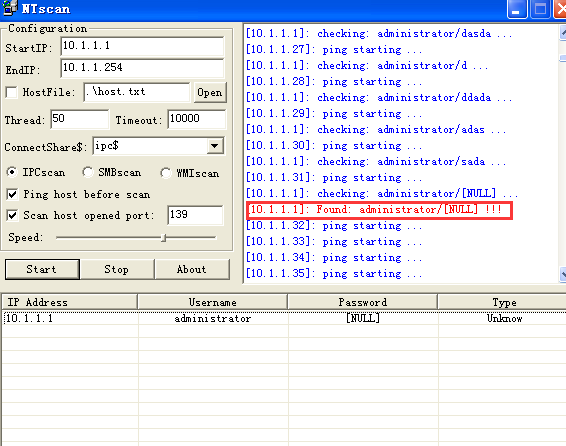 NTscan
Configuration
StartIP: 10.1.1.1
EndIP: 10.1.1.254
HostFile: .\host.txt Open
Thread: 50 Timeout: 10000
ConnectShare$: ipc$
IPCscan SMBscan WMIscan
Ping host before scan
Scan host opened port: 139
Speed:
Start Stop About
[10.1.1.1]: checking: administrator/dasda ...
[10.1.1.27]: ping starting ...
[10.1.1.1]: checking: administrator/d ...
[10.1.1.28]: ping starting ...
[10.1.1.1]: checking: administrator/ddada ...
[10.1.1.29]: ping starting ...
[10.1.1.1]: checking: administrator/adas ...
[10.1.1.30]: ping starting ...
[10.1.1.1]: checking: administrator/sada ...
[10.1.1.31]: ping starting ...
[10.1.1.1]: checking: administrator/[NULL] ...
[10.1.1.1]: Found: administrator/[NULL] !!!
[10.1.1.32]: ping starting ...
[10.1.1.33]: ping starting ...
[10.1.1.34]: ping starting ...
[10.1.1.35]: ping starting ...
IP Address Username Password Type
10.1.1.1 administrator [NULL] Unknow